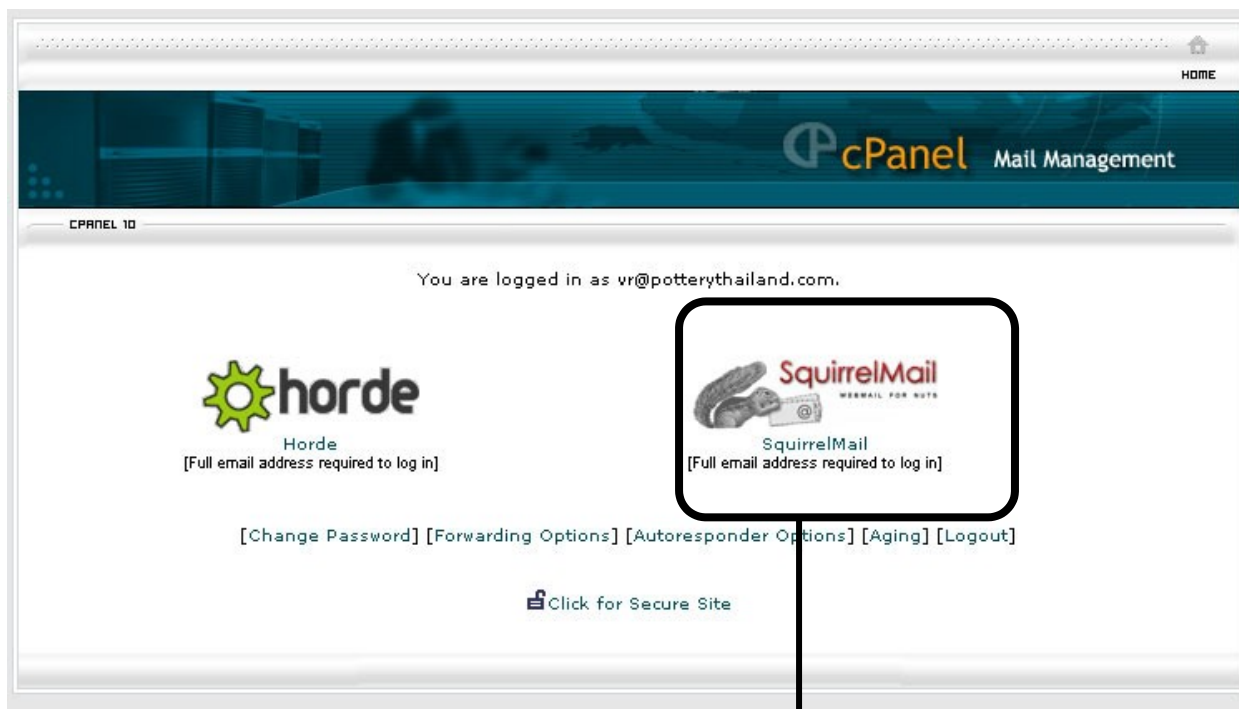 HOME
cPanel Mail Management
CPANEL 10
You are logged in as vr@potterythailand.com.
horde
Horde
[Full email address required to log in]
SquirrelMail
WEBMAIL FOR NUTS
@
SquirrelMail
[Full email address required to log in]
[Change Password] [Forwarding Options] [Autoresponder Options] [Aging] [Logout]
Click for Secure Site